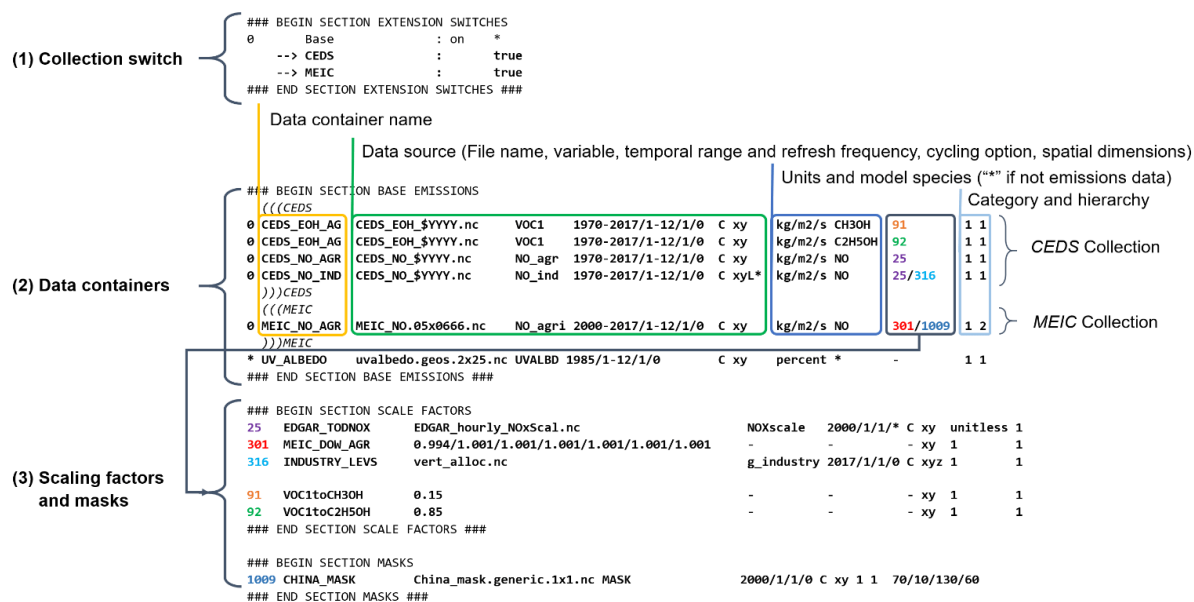 ### BEGIN SECTION EXTENSION SWITCHES
0 Base : on *
(1) Collection switch
--> CEDS : true
--> MEIC : true
### END SECTION EXTENSION SWITCHES ###
Data container name
Data source (File name, variable, temporal range and refresh frequency, cycling option, spatial dimensions)
Units and model species (“*” if not emissions data)
### BEGIN SECTION BASE EMISSIONS
Category and hierarchy
(((CEDS
0 CEDS_EOH_AG CEDS_EOH_$YYYY.nc VOC1 1970-2017/1-12/1/0 C xy kg/m2/s CH3OH 91 1 1
0 CEDS_EOH_AG CEDS_EOH_$YYYY.nc VOC1 1970-2017/1-12/1/0 C xy kg/m2/s C2H5OH 92 1 1
CEDS Collection
0 CEDS_NO_AGR CEDS_NO_$YYYY.nc NO_agr 1970-2017/1-12/1/0 C xy kg/m2/s NO 25 1 1
0 CEDS_NO_IND CEDS_NO_$YYYY.nc NO_ind 1970-2017/1-12/1/0 C xyL* kg/m2/s NO 25/316 1 1
(2) Data containers
)))CEDS
(((MEIC
0 MEIC_NO_AGR MEIC_NO.05x0666.nc NO_agri 2000-2017/1-12/1/0 C xy kg/m2/s NO 301/1009 1 2
MEIC Collection
)))MEIC
* UV_ALBEDO uvalbedo.geos.2x25.nc UVALBD 1985/1-12/1/0 C xy percent * - 1 1
### END SECTION BASE EMISSIONS ###
### BEGIN SECTION SCALE FACTORS
25 EDGAR_TODNOX EDGAR_hourly_NOxScal.nc NOXscale 2000/1/1/* C xy unitless 1
301 MEIC_DOW_AGR 0.994/1.001/1.001/1.001/1.001/1.001/1.001 - - - xy 1 1
316 INDUSTRY_LEVS vert_alloc.nc g_industry 2017/1/1/0 C xyz 1 1
(3) Scaling factors
and masks
91 VOC1toCH3OH 0.15 - - - xy 1 1
92 VOC1toC2H5OH 0.85 - - - xy 1 1
### END SECTION SCALE FACTORS ###
### BEGIN SECTION MASKS
1009 CHINA_MASK China_mask.generic.1x1.nc MASK 2000/1/1/0 C xy 1 1 70/10/130/60
### END SECTION MASKS ###